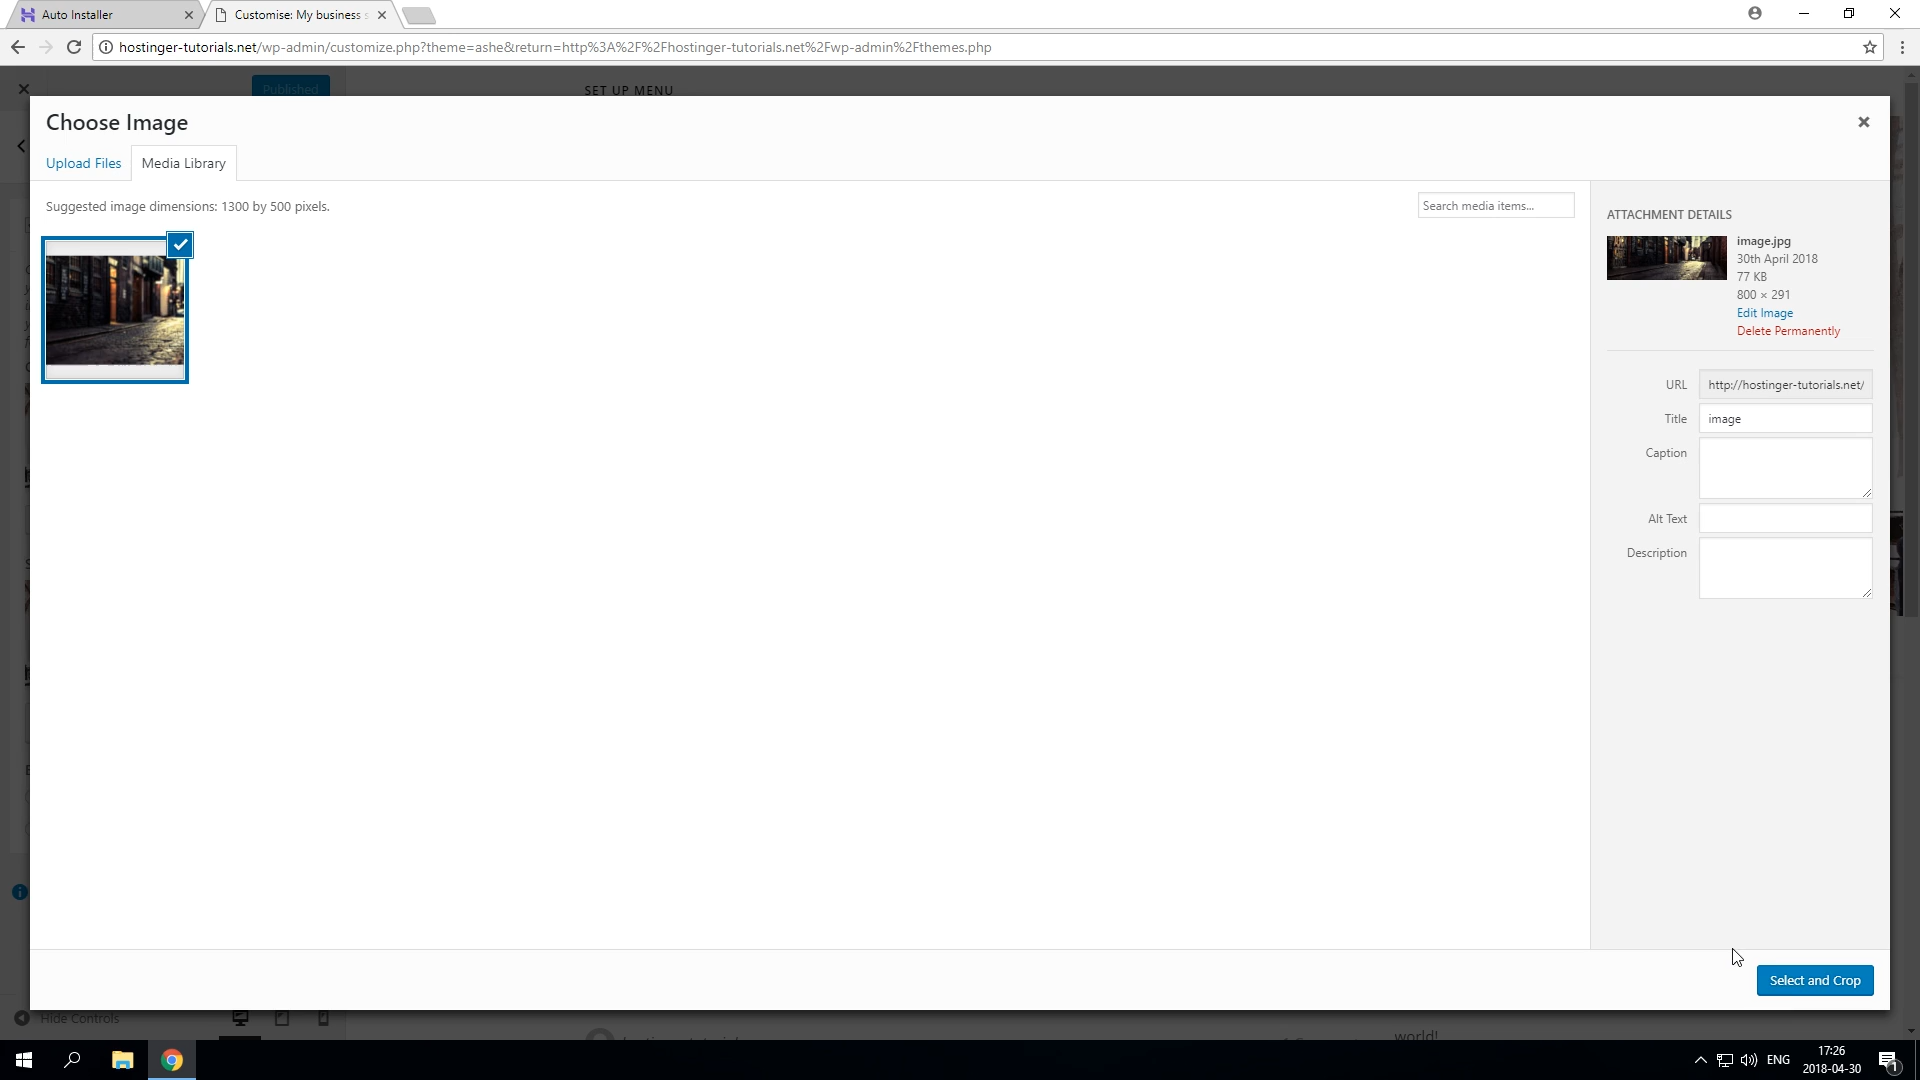 Auto Installer
Customise: My business s
hostinger-tutorials.net/wp-admin/customize.php?theme=ashe&return=http%3A%2F%2Fhostinger-tutorials.net%2Fwp-admin%2Fthemes.php
Published
SET UP MENU
Choose Image
Upload Files
Media Library
Suggested image dimensions: 1300 by 500 pixels.
Search media items...
ATTACHMENT DETAILS
image.jpg
30th April 2018
77 KB
800 × 291
Edit Image
Delete Permanently
URL
http://hostinger-tutorials.net/
Title
image
Caption
Alt Text
Description
Select and Crop
Hide Controls
world!
ENG
17:26
2018-04-30
1